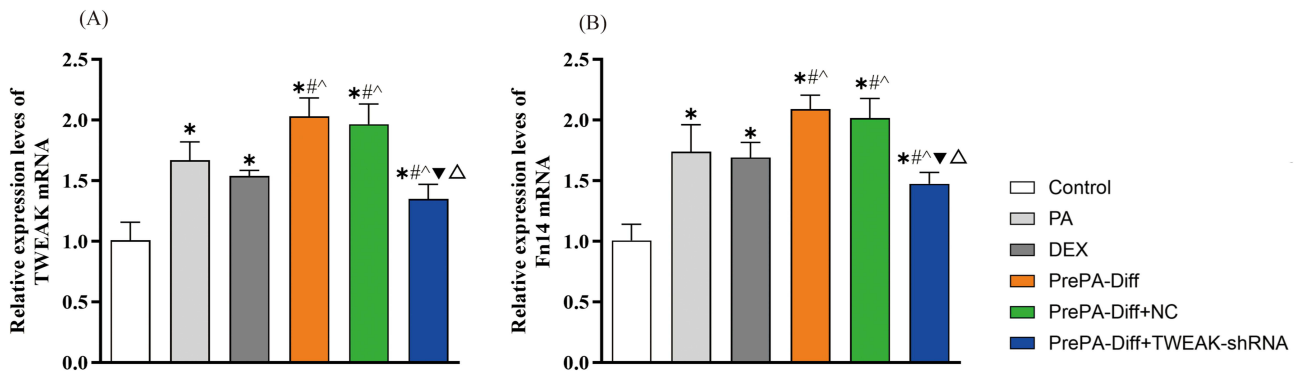 (A)
Relative expression leves of
TWEAK mRNA
2.5
2.0
1.5
1.0
0.5
0.0
*
*
*#^
*#^
*#^▼△
(B)
Relative expression leves of
Fn14 mRNA
2.5
2.0
1.5
1.0
0.5
0.0
*
*
*#^
*#^
*#^▼△
Control
PA
DEX
PrePA-Diff
PrePA-Diff+NC
PrePA-Diff+TWEAK-shRNA